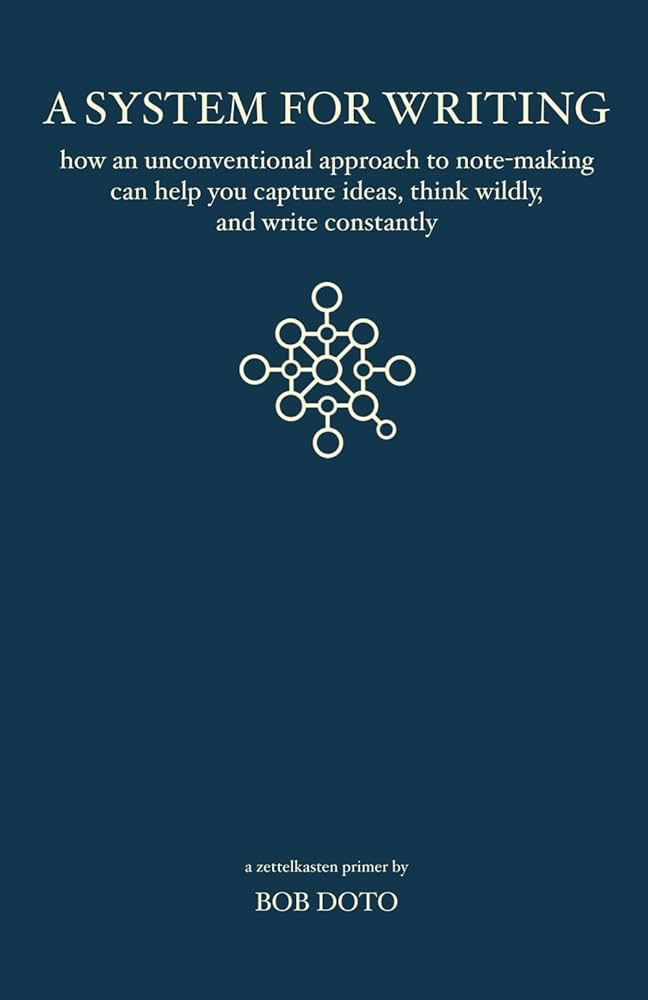 A SYSTEM FOR WRITING
how an unconventional approach to note-making
can help you capture ideas, think wildly,
and write constantly
a zettelkasten primer by
BOB DOTO